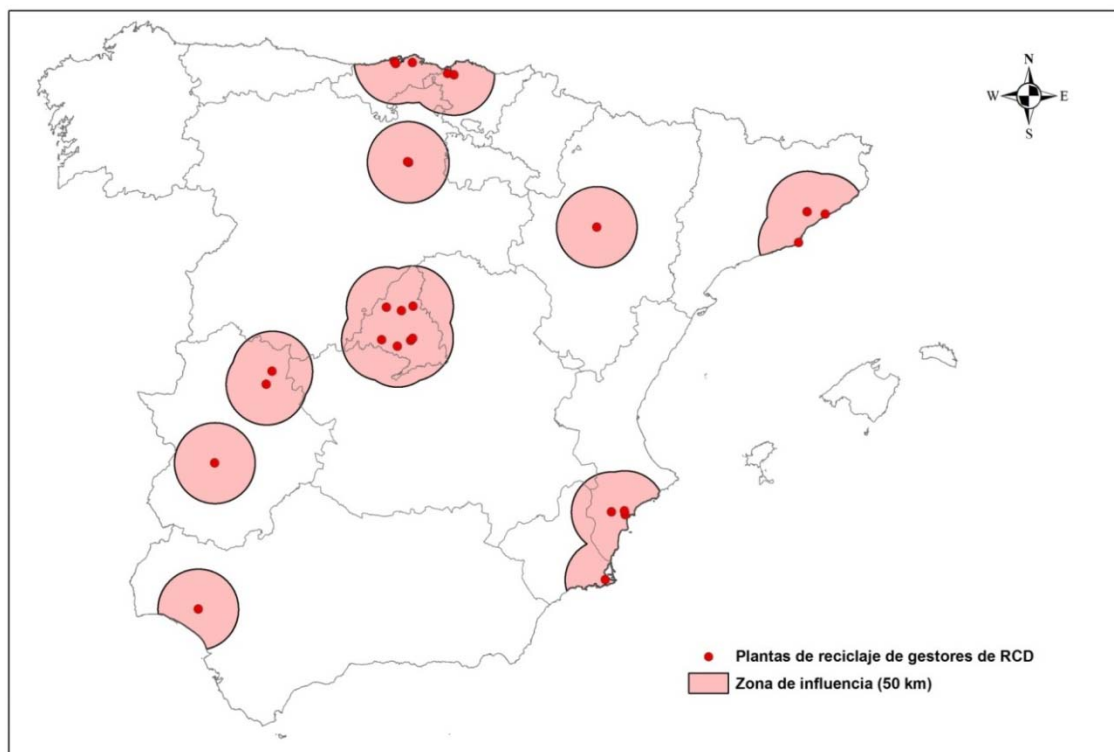 N
W E
S
Plantas de reciclaje de gestores de RCD
Zona de influencia (50 km)